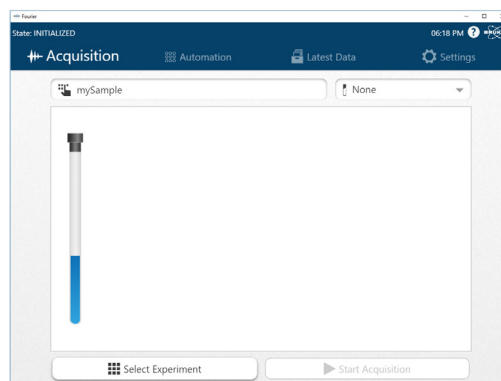 Fourier
State: INITIALIZED 06:18 PM ?
Acquisition Automation Latest Data Settings
mySample None
Select Experiment Start Acquisition